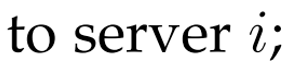 to server i;